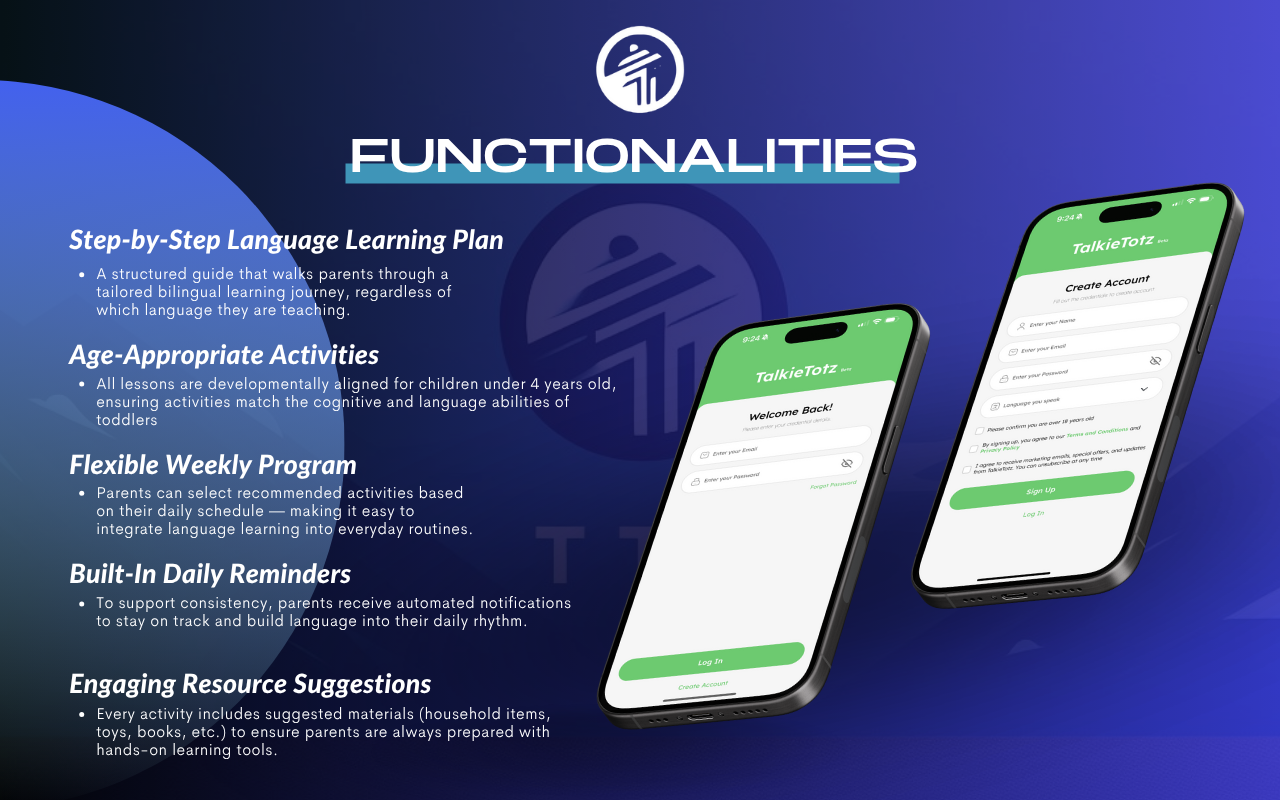 FUNCTIONALITIES
Step-by-Step Language Learning Plan
• A structured guide that walks parents through a
tailored bilingual learning journey, regardless of
which language they are teaching.
Age-Appropriate Activities
• All lessons are developmentally aligned for children under 4 years old,
ensuring activities match the cognitive and language abilities of
toddlers
Flexible Weekly Program
• Parents can select recommended activities based
on their daily schedule — making it easy to
integrate language learning into everyday routines.
Built-In Daily Reminders
• To support consistency, parents receive automated notifications
to stay on track and build language into their daily rhythm.
Engaging Resource Suggestions
• Every activity includes suggested materials (household items,
toys, books, etc.) to ensure parents are always prepared with
hands-on learning tools.
T T
9:24
TalkieTotz Beta
Welcome Back!
Please enter your credential details
Enter your Email
Enter your Password
Forgot Password
Log In
Create Account
9:24
TalkieTotz Beta
Create Account
Fill out the credentials to create account
Enter your Name
Enter your Email
Enter your Password
Language you speak
Please confirm you are over 18 years old
By signing up, you agree to our Terms and Conditions and
Privacy Policy
I agree to receive marketing emails, special offers, and updates
from TalkieTotz. You can unsubscribe at any time
Sign Up
Log In